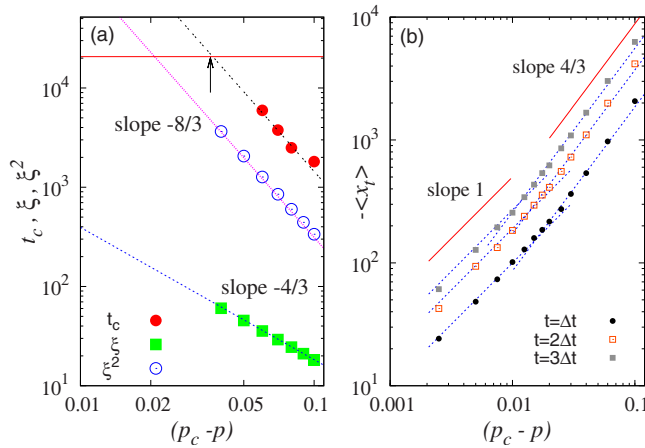 (a)
t_c , ξ , ξ²
10⁴
10³
10²
10¹
slope -8/3
slope -4/3
t_c
ξ
ξ²
0.01
0.02
0.04
0.1
(p_c -p)
(b)
-<x_t>
10⁴
10³
10²
10¹
slope 4/3
slope 1
t=Δt
t=2Δt
t=3Δt
0.001
0.01
0.1
(p_c - p)